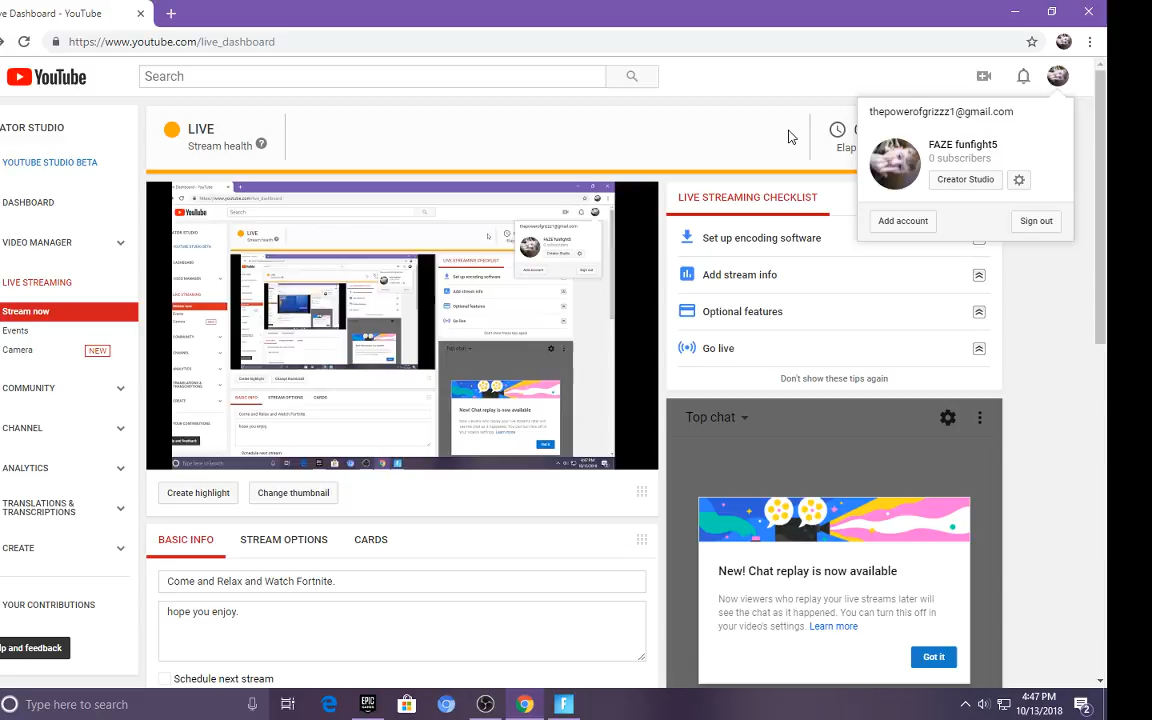 ve Dashboard - YouTube
https://www.youtube.com/live_dashboard
YouTube
Search
thepowerofgrizzz1@gmail.com
FAZE funfight5
0 subscribers
Creator Studio
Add account
Sign out
ATOR STUDIO
YOUTUBE STUDIO BETA
DASHBOARD
VIDEO MANAGER
LIVE STREAMING
Stream now
Events
Camera
NEW
COMMUNITY
CHANNEL
ANALYTICS
TRANSLATIONS &
TRANSCRIPTIONS
CREATE
YOUR CONTRIBUTIONS
lp and feedback
LIVE
Stream health
Elap
LIVE STREAMING CHECKLIST
Set up encoding software
Add stream info
Optional features
Go live
Don't show these tips again
Create highlight
Change thumbnail
BASIC INFO
STREAM OPTIONS
CARDS
Come and Relax and Watch Fortnite.
hope you enjoy.
Schedule next stream
Top chat
New! Chat replay is now available
Now viewers who replay your live streams later will
see the chat as it happened. You can turn this off in
your video's settings. Learn more
Got it
Type here to search
EPIC
GAMES
F
4:47 PM
10/13/2018
2